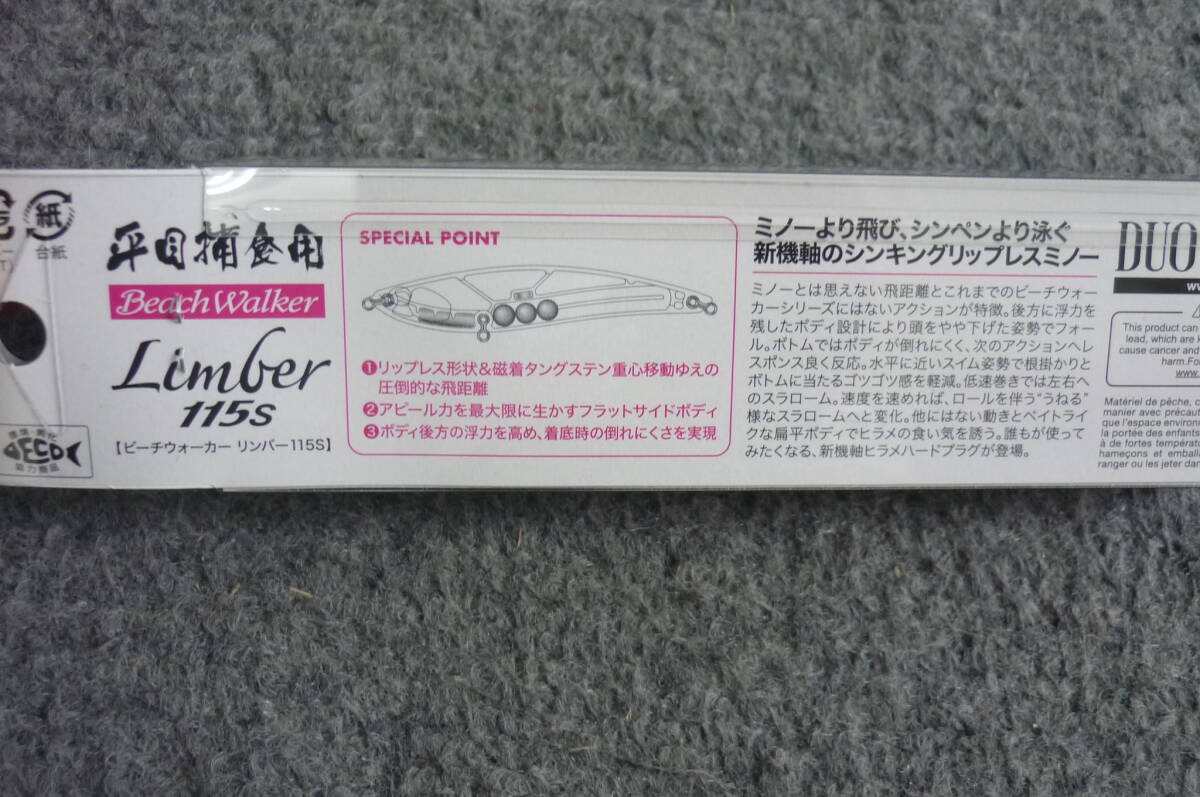 紙
台紙
平目捕食用
Beach Walker
Limber
115S
【ビーチウォーカー リンバー115S】
ECO
協力商品
SPECIAL POINT
❶リップレス形状&磁着タングステン重心移動ゆえの
圧倒的な飛距離
❷アピール力を最大限に生かすフラットサイドボディ
❸ボディ後方の浮力を高め、着底時の倒れにくさを実現
ミノーより飛び、シンペンより泳ぐ
新機軸のシンキングリップレスミノー
ミノーとは思えない飛距離とこれまでのビーチウォー
カーシリーズにはないアクションが特徴。後方に浮力を
残したボディ設計により頭をやや下げた姿勢でフォー
ル。ボトムではボディが倒れにくく、次のアクションへレ
スポンス良く反応。水平に近いスイム姿勢で根掛かりと
ボトムに当たるゴツゴツ感を軽減。低速巻きでは左右へ
のスラローム。速度を速めれば、ロールを伴う“うねる”
様なスラロームへと変化。他にはない動きとベイトライ
クな扁平ボディでヒラメの食い気を誘う。誰もが使って
みたくなる、新機軸ヒラメハードプラグが登場。
DUO
This product can
lead, which are k
cause cancer and
harm.For
www.
Matériel de pêche, c
manier avec précaut
que l'espace environ
la portée des enfants
à de fortes températu
hameçons et emballa
ranger ou les jeter dan